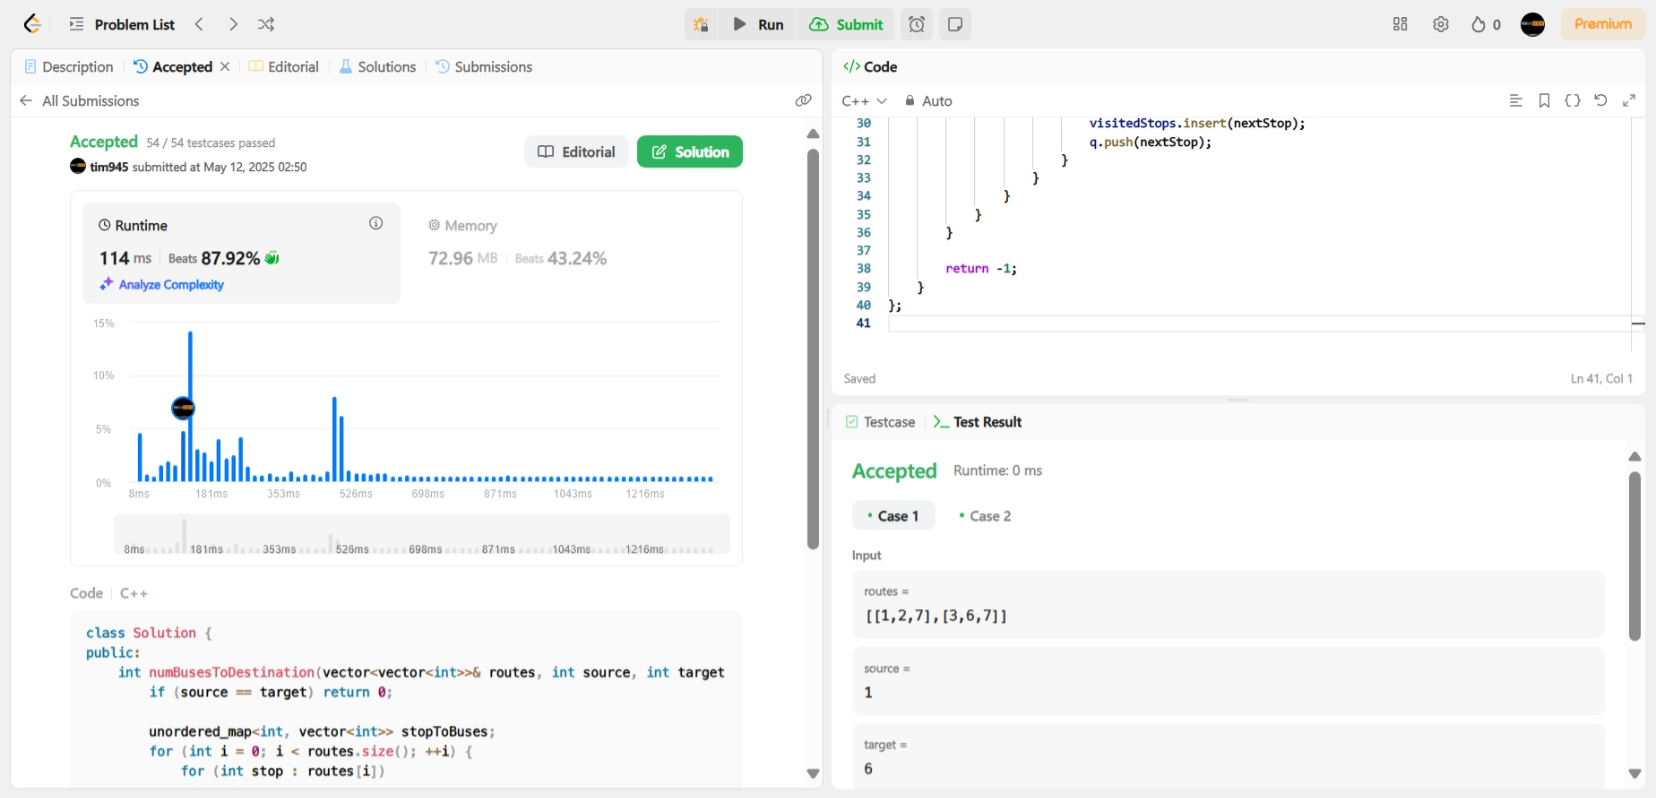 Problem List
Run
Submit
0
Premium
Description
Accepted
Editorial
Solutions
Submissions
All Submissions
Accepted 54 / 54 testcases passed
tim945 submitted at May 12, 2025 02:50
Editorial
Solution
Runtime
114 ms Beats 87.92%
Analyze Complexity
Memory
72.96 MB Beats 43.24%
15%
10%
5%
0%
8ms 181ms 353ms 526ms 698ms 871ms 1043ms 1216ms
8ms 181ms 353ms 526ms 698ms 871ms 1043ms 1216ms
Code C++
class Solution {
public:
int numBusesToDestination(vector<vector<int>>& routes, int source, int target
if (source == target) return 0;
unordered_map<int, vector<int>> stopToBuses;
for (int i = 0; i < routes.size(); ++i) {
for (int stop : routes[i])
</> Code
C++ Auto
30 visitedStops.insert(nextStop);
31 q.push(nextStop);
32 }
33 }
34 }
35 }
36 }
37
38 return -1;
39 }
40 };
41
Saved
Ln 41, Col 1
Testcase
Test Result
Accepted Runtime: 0 ms
Case 1
Case 2
Input
routes =
[[1,2,7],[3,6,7]]
source =
1
target =
6